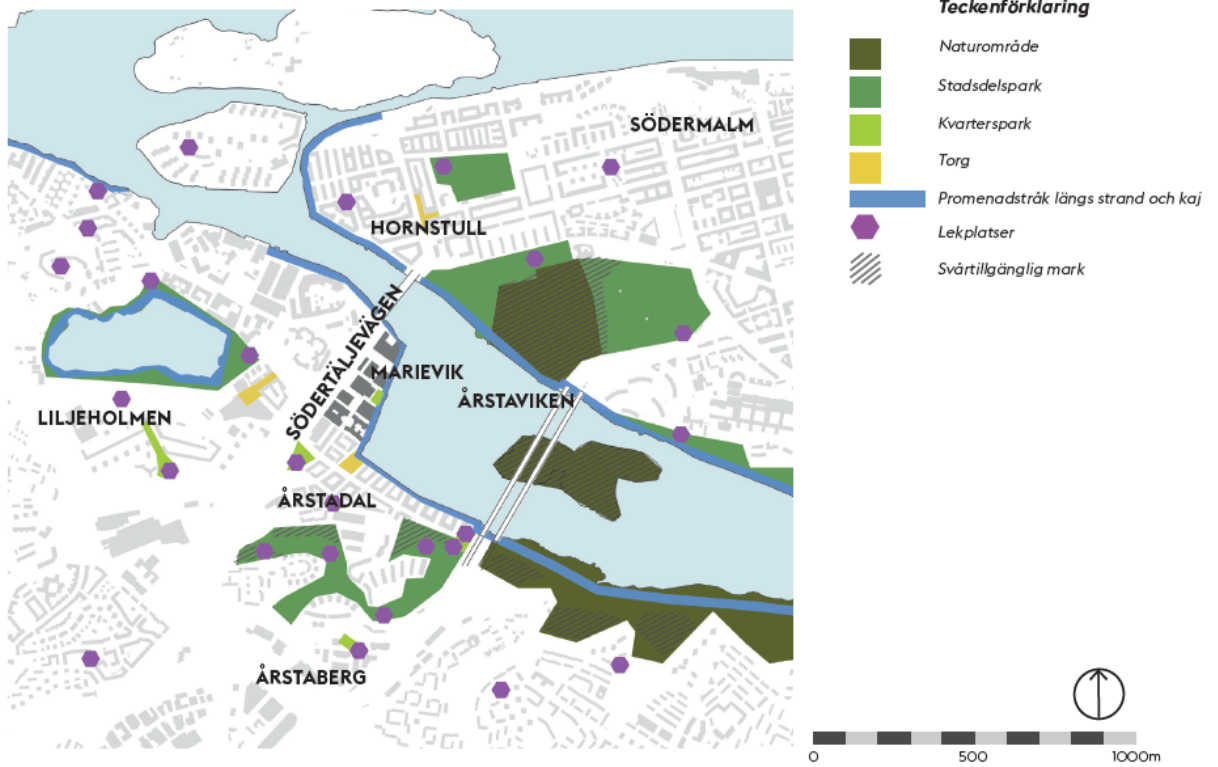 Teckenförklaring
Naturområde
Stadsdelspark
Kvarterspark
Torg
Promenadstråk längs strand och kaj
Lekplatser
Svårtillgänglig mark
SÖDERMALM
HORNSTULL
SÖDERTÄLJEVÄGEN
MARIEVIK
ÅRSTAVIKEN
LILJEHOLMEN
ÅRSTADAL
ÅRSTABERG
0 500 1000m